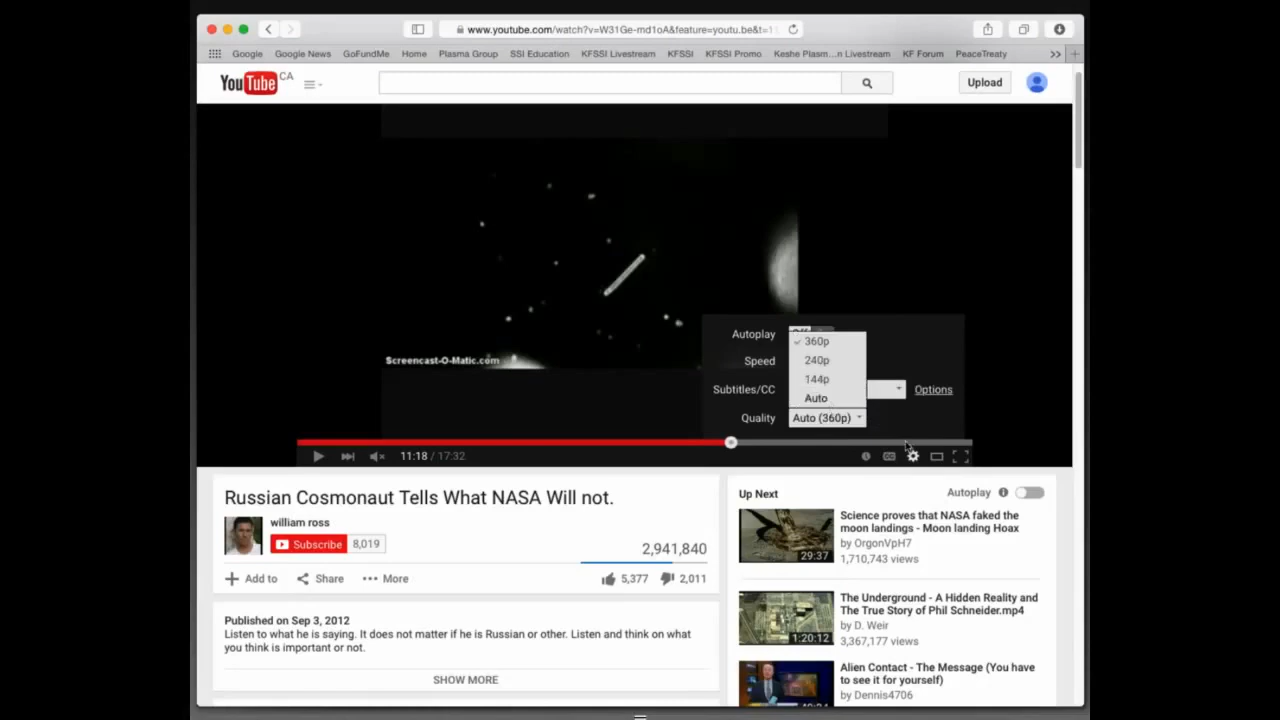 www.youtube.com/watch?v=W31Ge-md1oA&feature=youtu.be&t=1
Google Google News GoFundMe Home Plasma Group SSI Education KFSSI Livestream KFSSI KFSSI Promo Keshe Plasm...n Livestream KF Forum PeaceTreaty >>
YouTube CA
Upload
Screencast-O-Matic.com
Autoplay
360p
240p
Speed
144p
Subtitles/CC Options
Auto
Quality Auto (360p)
11:18 / 17:32
Russian Cosmonaut Tells What NASA Will not.
william ross
Subscribe 8,019
2,941,840
Add to Share More 5,377 2,011
Published on Sep 3, 2012
Listen to what he is saying. It does not matter if he is Russian or other. Listen and think on what
you think is important or not.
SHOW MORE
Up Next Autoplay
Science proves that NASA faked the
moon landings - Moon landing Hoax
by OrgonVpH7
1,710,743 views
29:37
The Underground - A Hidden Reality and
The True Story of Phil Schneider.mp4
by D. Weir
3,367,177 views
1:20:12
Alien Contact - The Message (You have
to see it for yourself)
by Dennis4706